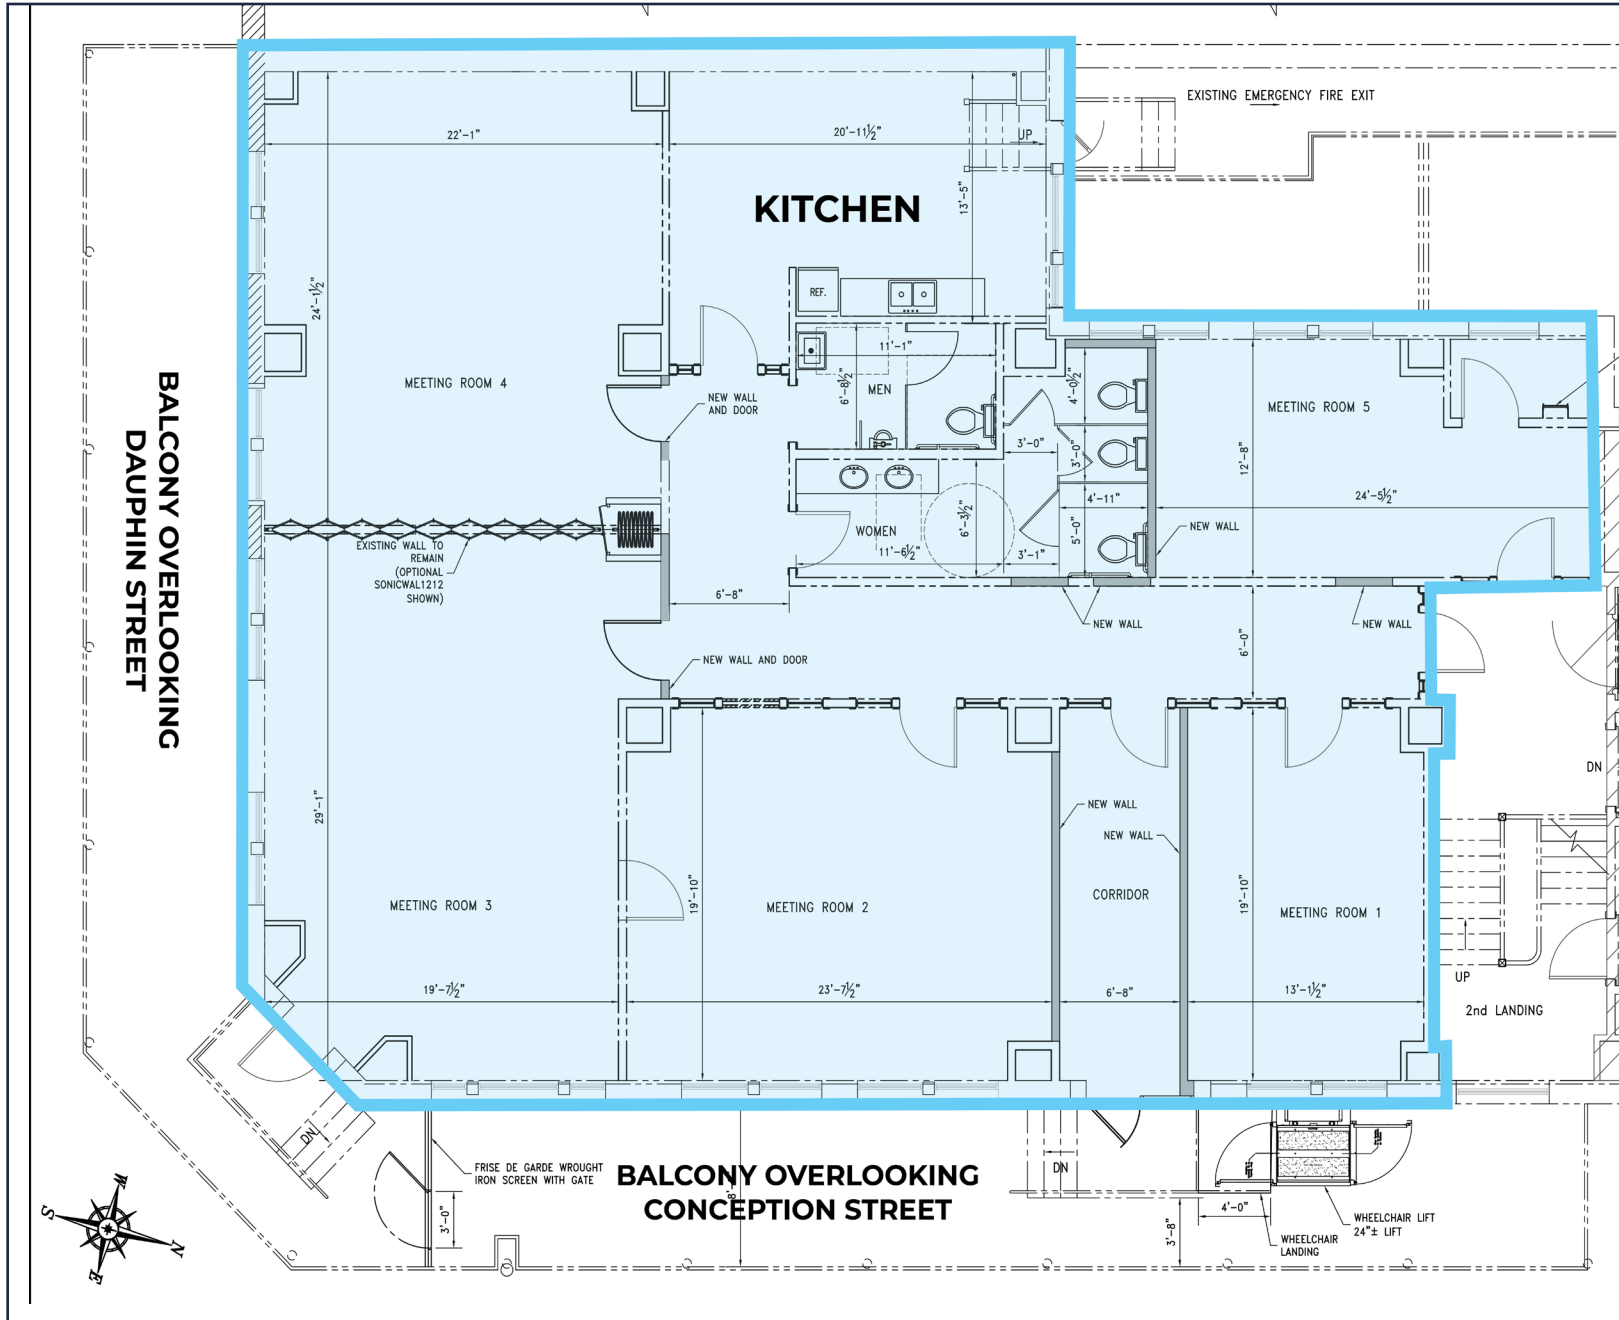 EXISTING EMERGENCY FIRE EXIT
22'-1"
20'-11½"
UP
13'-5"
KITCHEN
24'-1½"
REF.
11'-1"
6'-8½"
MEN
4'-0½"
MEETING ROOM 4
NEW WALL
AND DOOR
MEETING ROOM 5
12'-8"
3'-0"
3'-0"
24'-5½"
4'-11"
WOMEN
6'-3½"
5'-0"
NEW WALL
11'-6½"
3'-1"
EXISTING WALL TO
REMAIN
(OPTIONAL
SONICWAL1212
SHOWN)
6'-8"
NEW WALL
NEW WALL
6'-0"
NEW WALL AND DOOR
BALCONY OVERLOOKING
DAUPHIN STREET
29'-1"
DN
NEW WALL
NEW WALL
MEETING ROOM 3
19'-10"
MEETING ROOM 2
CORRIDOR
19'-10"
MEETING ROOM 1
UP
19'-7½"
23'-7½"
6'-8"
13'-1½"
2nd LANDING
DN
FRISE DE GARDE WROUGHT
IRON SCREEN WITH GATE
BALCONY OVERLOOKING
CONCEPTION STREET
DN
3'-0"
3'-8"
4'-0"
WHEELCHAIR
LANDING
WHEELCHAIR LIFT
24"± LIFT
W
S
N
E